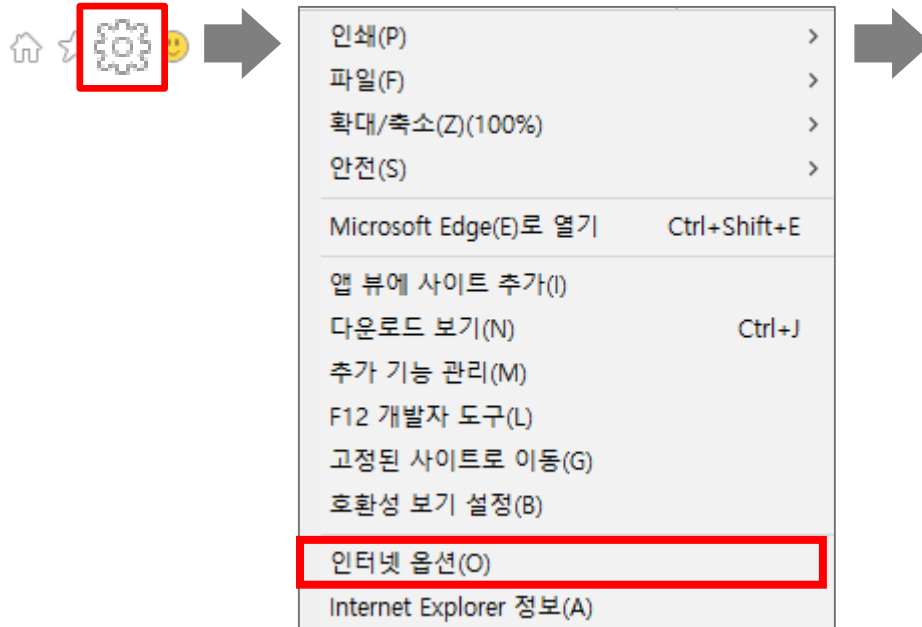 인쇄(P)
파일(F)
확대/축소(Z)(100%)
안전(S)
Microsoft Edge(E)로 열기 Ctrl+Shift+E
앱 뷰에 사이트 추가(I)
다운로드 보기(N) Ctrl+J
추가 기능 관리(M)
F12 개발자 도구(L)
고정된 사이트로 이동(G)
호환성 보기 설정(B)
인터넷 옵션(O)
Internet Explorer 정보(A)